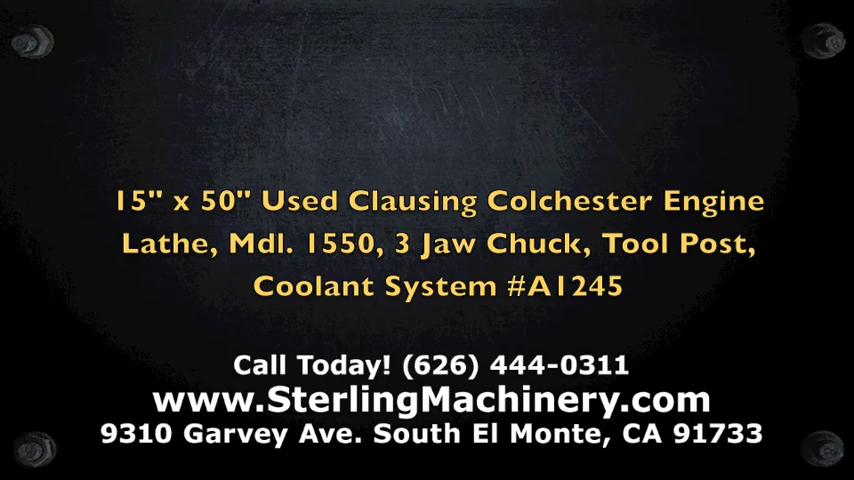 15" x 50" Used Clausing Colchester Engine
Lathe, Mdl. 1550, 3 Jaw Chuck, Tool Post,
Coolant System #A1245
Call Today! (626) 444-0311
www.SterlingMachinery.com
9310 Garvey Ave. South El Monte, CA 91733